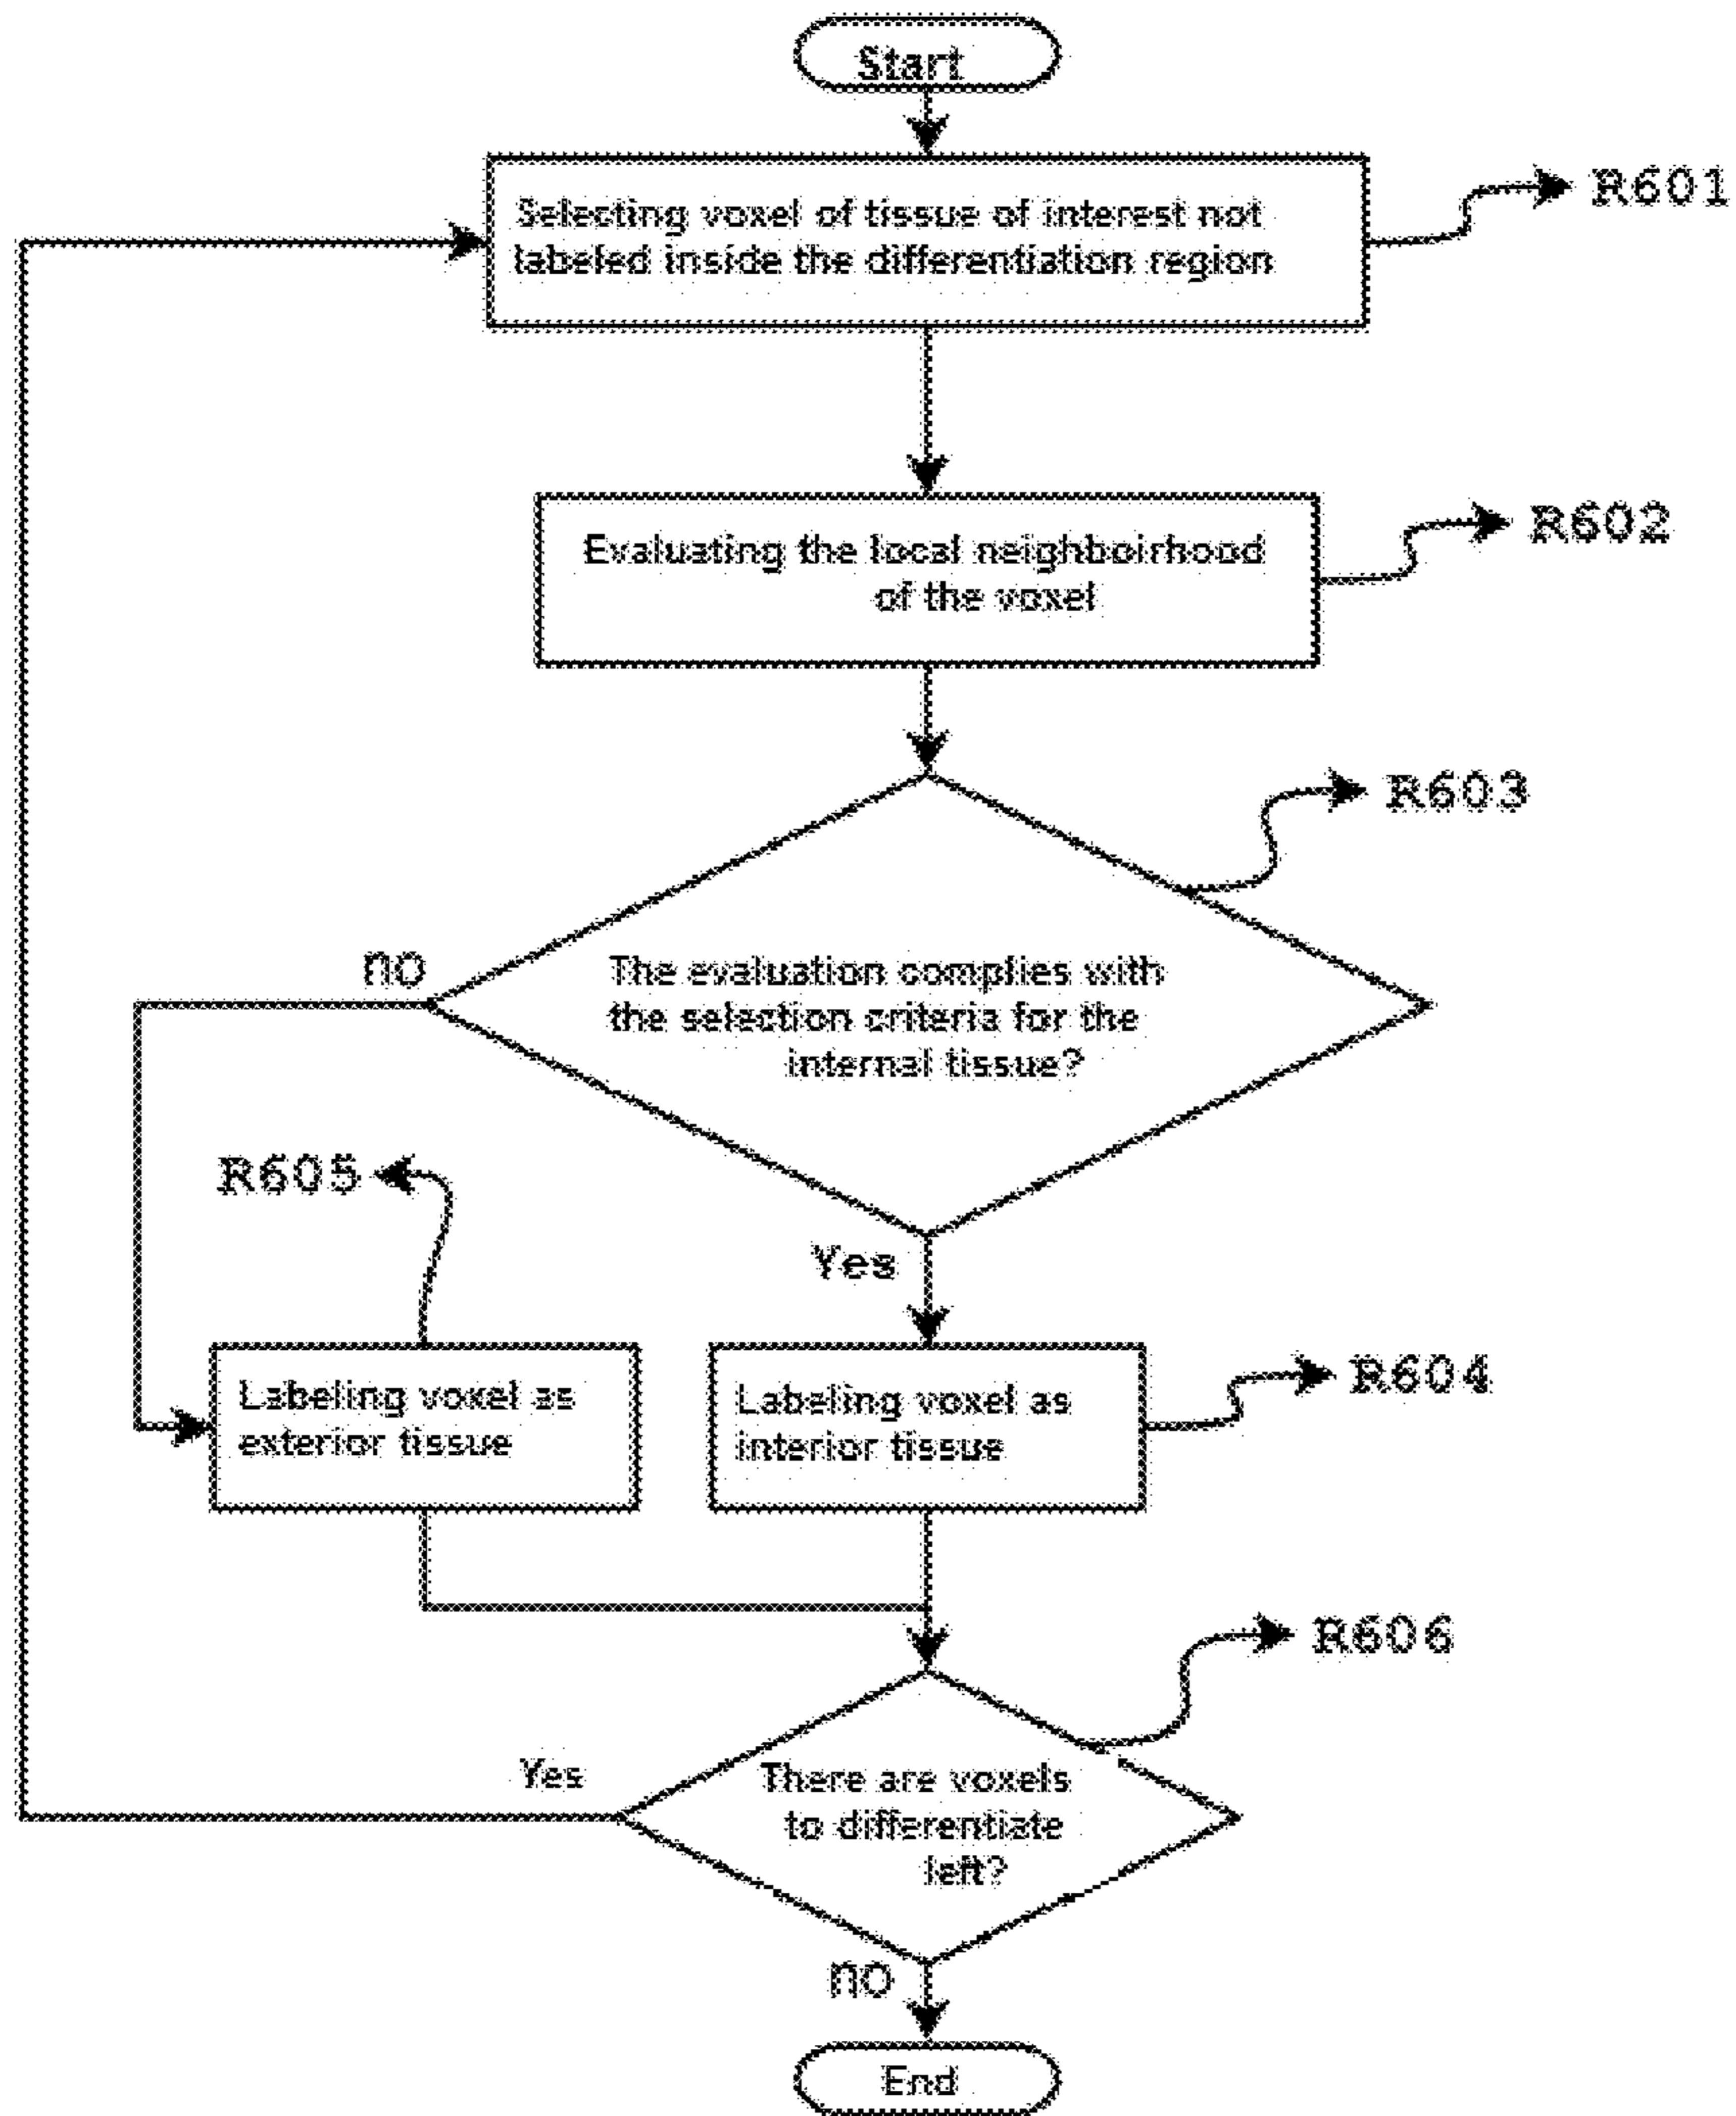 Start
Selecting voxel of tissue of interest not
labeled inside the differentiation region
R601
Evaluating the local neighboirhood
of the voxel
R602
R603
no
The evaluation complies with
the selection criteria for the
internal tissue?
R605
Yes
Labeling voxel as
exterior tissue
Labeling voxel as
interior tissue
R604
R606
Yes
There are voxels
to differentiate
left?
no
End